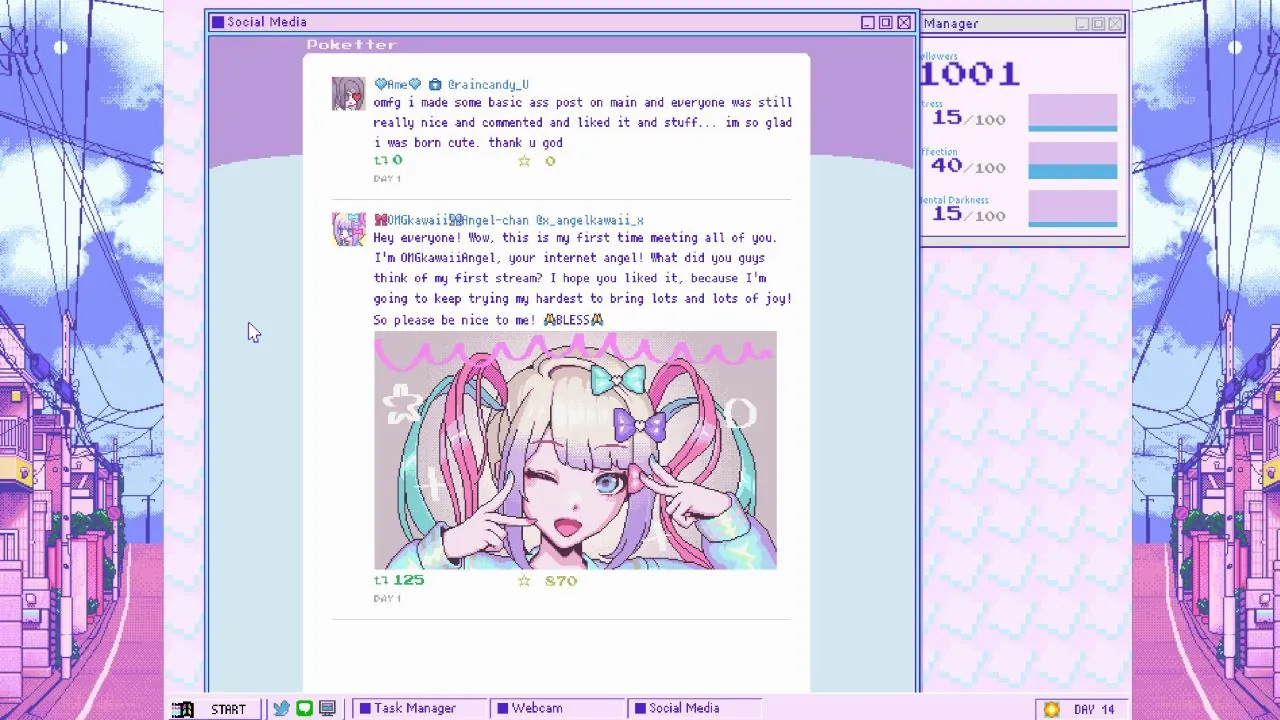 Social Media
Manager
Poketter
ollowers
1001
Ame @raincandy_U
omfg i made some basic ass post on main and everyone was still
really nice and commented and liked it and stuff... im so glad
i was born cute. thank u god
0 0
DAY 1
tress
15/100
ffection
40/100
ental Darkness
15/100
OMGkawaiiAngel-chan @x_angelkawaii_x
Hey everyone! Wow, this is my first time meeting all of you.
I'm OMGkawaiiAngel, your internet angel! What did you guys
think of my first stream? I hope you liked it, because I'm
going to keep trying my hardest to bring lots and lots of joy!
So please be nice to me! 🙏BLESS🙏
125 870
DAY 1
START
Task Manager
Webcam
Social Media
DAY 14